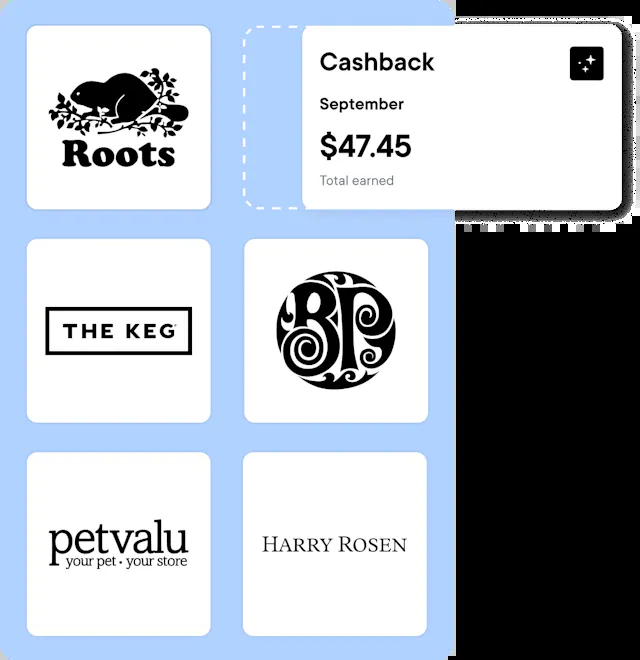 Roots
Cashback
September
$47.45
Total earned
THE KEG
BP
petvalu
your pet · your store
HARRY ROSEN